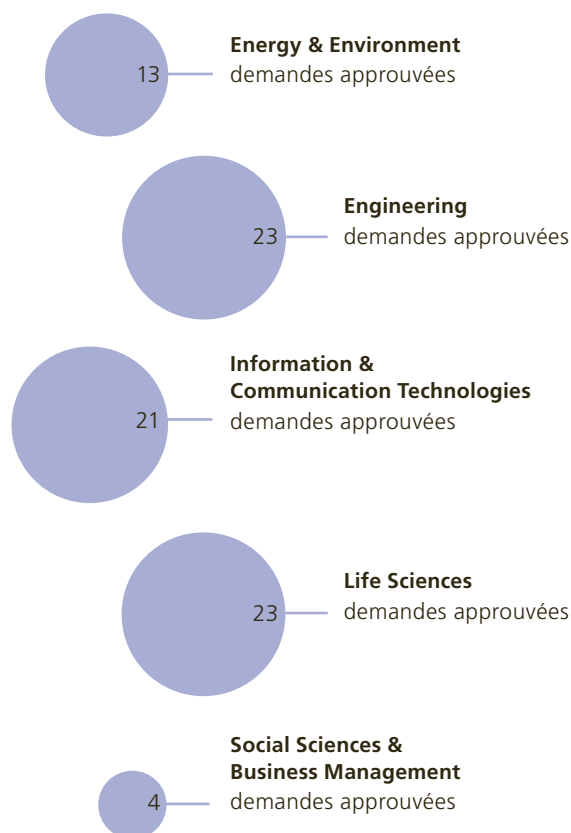 13
Energy & Environment
demandes approuvées
23
Engineering
demandes approuvées
21
Information &
Communication Technologies
demandes approuvées
23
Life Sciences
demandes approuvées
4
Social Sciences &
Business Management
demandes approuvées